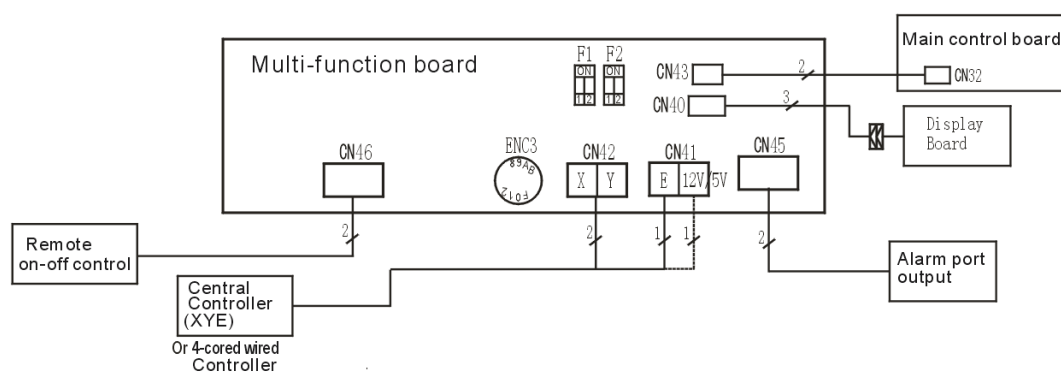 Multi-function board
F1 F2
ON ON
1 2 1 2
CN43
2
CN40
3
Main control board
CN32
Display
Board
CN46
ENC3
89AB
F012
CN42
X Y
CN41
E 12V/5V
CN45
2
2
1
1
2
Remote
on-off control
Central
Controller
(XYE)
Or 4-cored wired
Controller
Alarm port
output